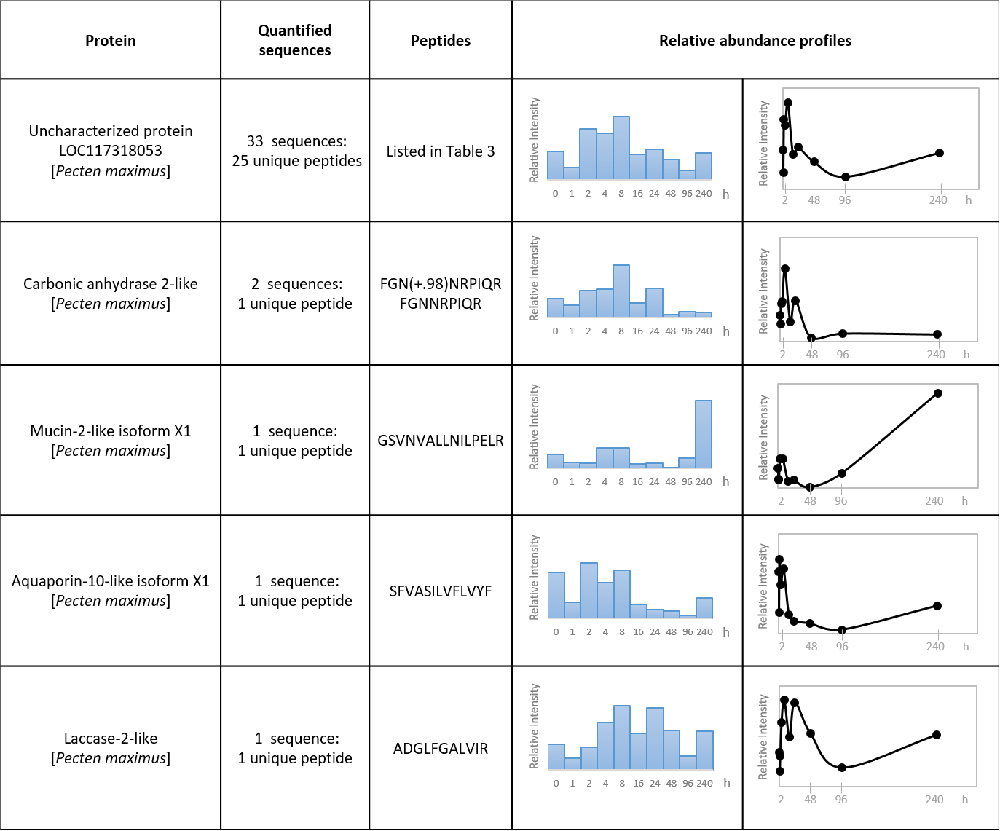 Protein
Quantified
sequences
Peptides
Relative abundance profiles
Uncharacterized protein
LOC117318053
[Pecten maximus]
33 sequences:
25 unique peptides
Listed in Table 3
Relative Intensity
0 1 2 4 8 16 24 48 96 240 h
Relative Intensity
2 48 96 240 h
Carbonic anhydrase 2-like
[Pecten maximus]
2 sequences:
1 unique peptide
FGN(+.98)NRPIQR
FGNNRPIQR
Relative Intensity
0 1 2 4 8 16 24 48 96 240 h
Relative Intensity
2 48 96 240 h
Mucin-2-like isoform X1
[Pecten maximus]
1 sequence:
1 unique peptide
GSVNVALLNILPELR
Relative Intensity
0 1 2 4 8 16 24 48 96 240 h
Relative Intensity
2 48 96 240 h
Aquaporin-10-like isoform X1
[Pecten maximus]
1 sequence:
1 unique peptide
SFVASILVFLVYF
Relative Intensity
0 1 2 4 8 16 24 48 96 240 h
Relative Intensity
2 48 96 240 h
Laccase-2-like
[Pecten maximus]
1 sequence:
1 unique peptide
ADGLFGALVIR
Relative Intensity
0 1 2 4 8 16 24 48 96 240 h
Relative Intensity
2 48 96 240 h